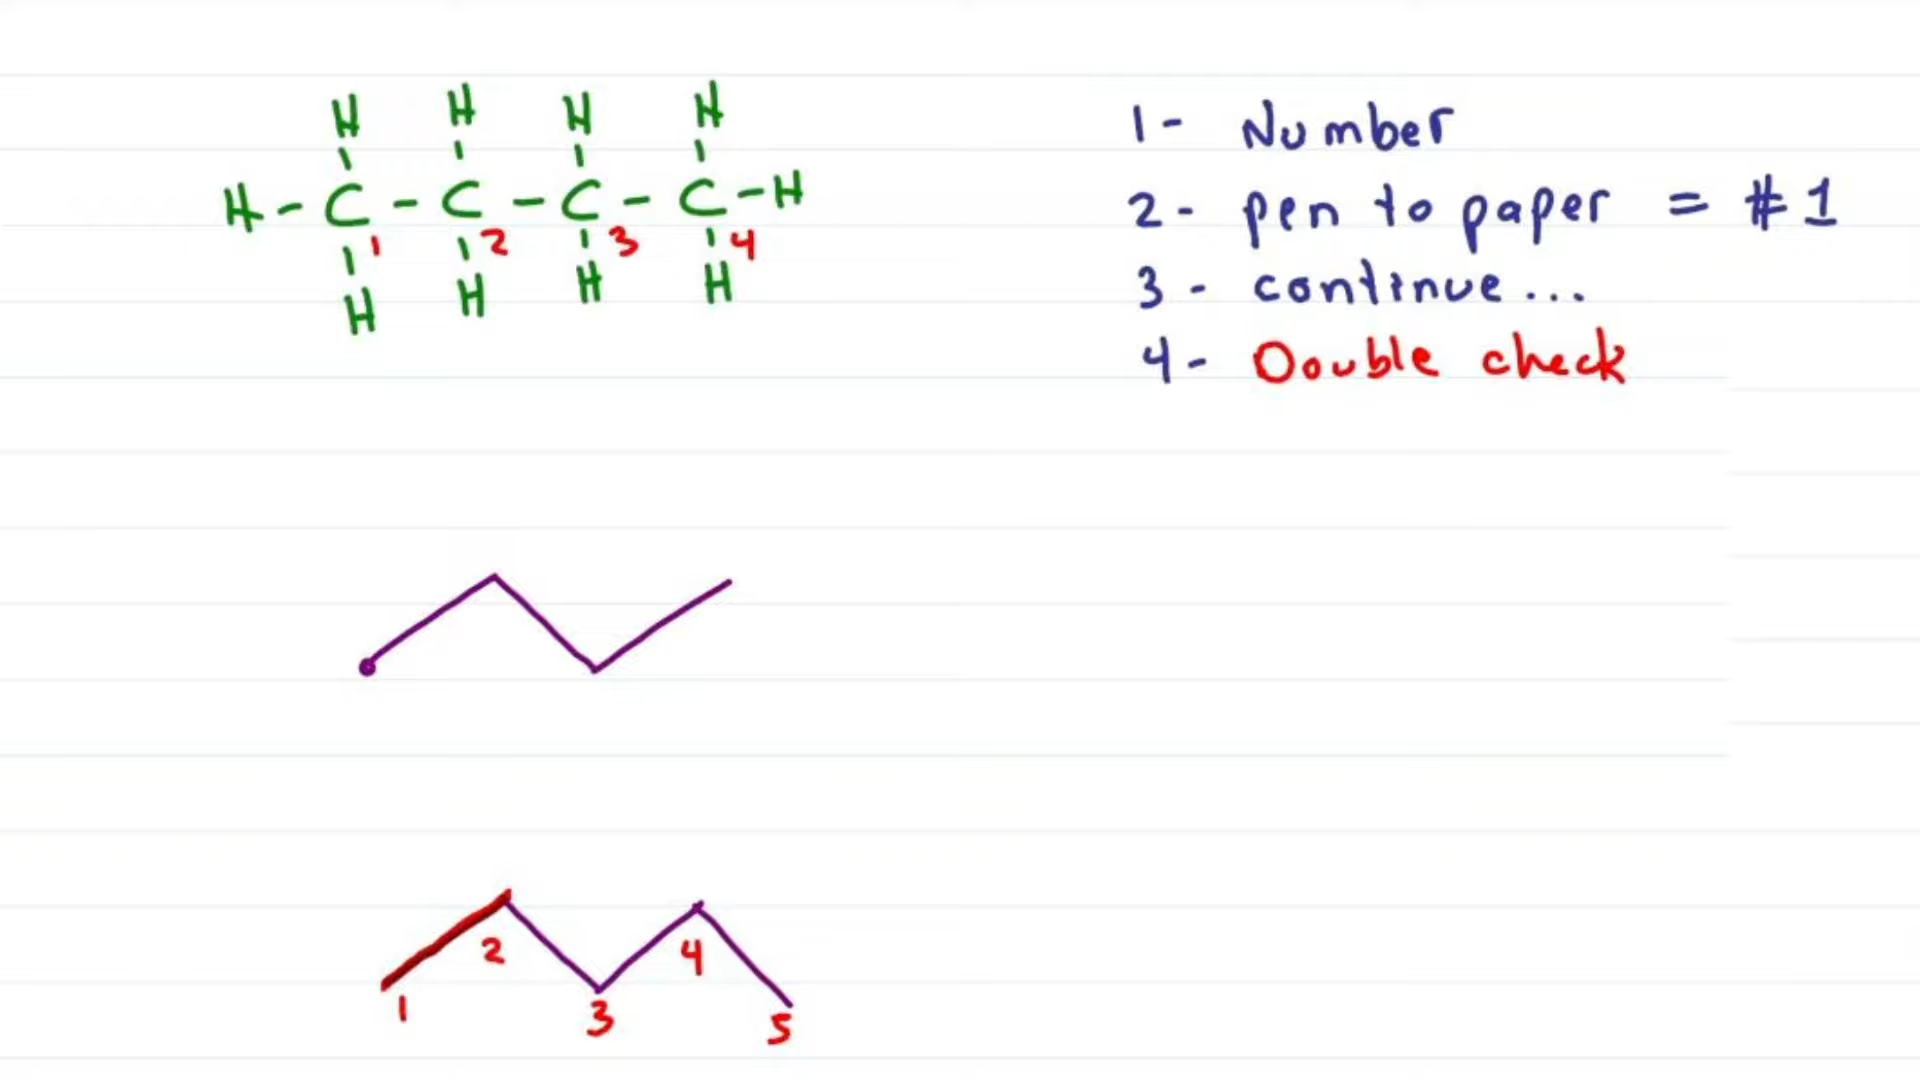 H H H H
H - C - C - C - C - H
1 2 3 4
H H H H
1 - Number
2 - pen to paper = #1
3 - continue...
4 - Double check
2 4
1 3 5